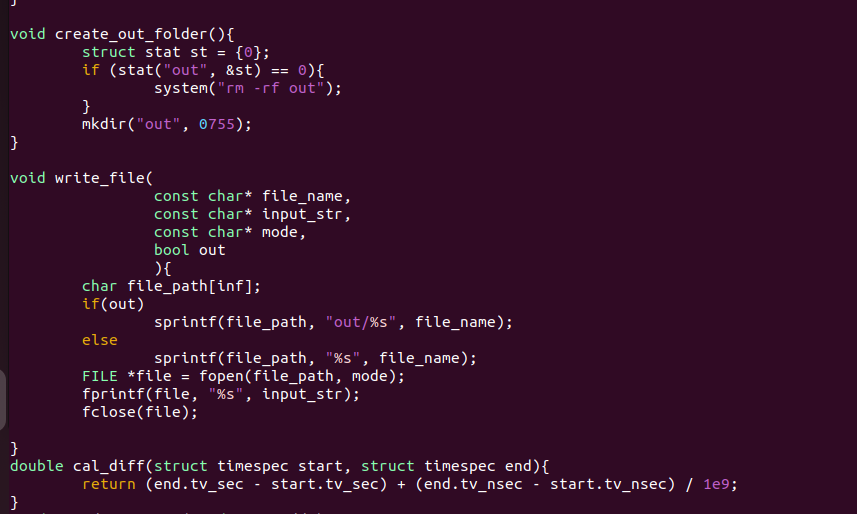 }
void create_out_folder(){
        struct stat st = {0};
        if (stat("out", &st) == 0){
                system("rm -rf out");
        }
        mkdir("out", 0755);
}
void write_file(
                const char* file_name,
                const char* input_str,
                const char* mode,
                bool out
                ){
        char file_path[inf];
        if(out)
                sprintf(file_path, "out/%s", file_name);
        else
                sprintf(file_path, "%s", file_name);
        FILE *file = fopen(file_path, mode);
        fprintf(file, "%s", input_str);
        fclose(file);
}
double cal_diff(struct timespec start, struct timespec end){
        return (end.tv_sec - start.tv_sec) + (end.tv_nsec - start.tv_nsec) / 1e9;
}